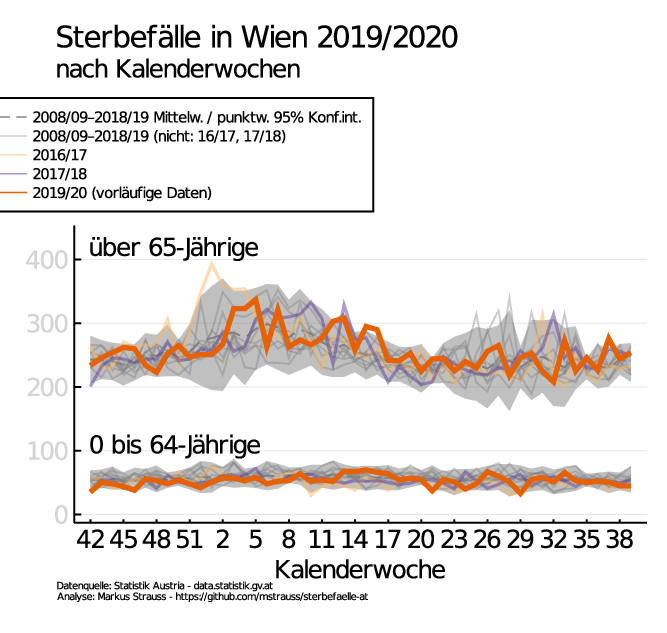 Sterbefälle in Wien 2019/2020
nach Kalenderwochen
2008/09–2018/19 Mittelw. / punktw. 95% Konf.int.
2008/09–2018/19 (nicht: 16/17, 17/18)
2016/17
2017/18
2019/20 (vorläufige Daten)
über 65-Jährige
400
300
200
0 bis 64-Jährige
100
0
42 45 48 51 2 5 8 11 14 17 20 23 26 29 32 35 38
Kalenderwoche
Datenquelle: Statistik Austria - data.statistik.gv.at
Analyse: Markus Strauss - https://github.com/mstrauss/sterbefaelle-at